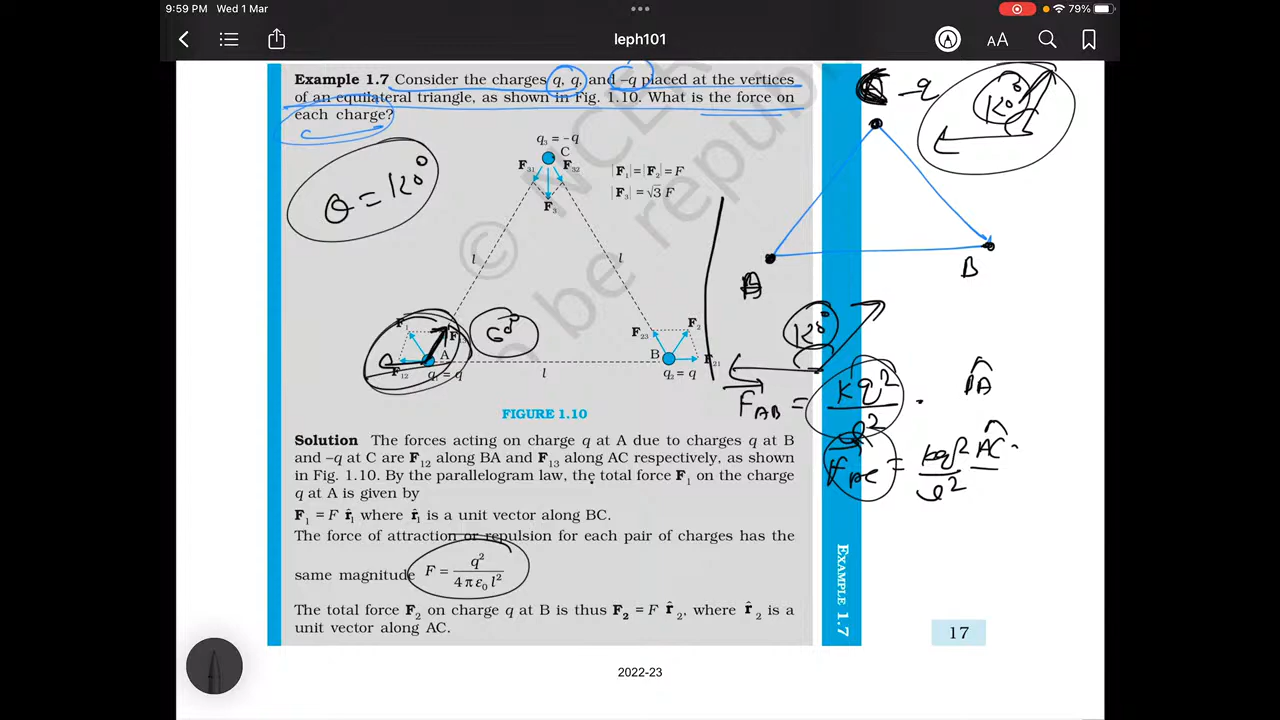 9:59 PM Wed 1 Mar
79%
leph101
AA
Example 1.7 Consider the charges q, q, and –q placed at the vertices
of an equilateral triangle, as shown in Fig. 1.10. What is the force on
each charge?
q₃ = –q
C
F₃₁
F₃₂
F₃
|F₁|=|F₂|=F
|F₃| = √3 F
θ = 120°
l
l
l
60°
F₁
F₁₃
F₁₂
A
q₁ = q
F₂₃
F₂
F₂₁
B
q₂ = q
FIGURE 1.10
-q
120°
B
120°
F_AB = kq²/l² . BA
F_AC = kq²/l² AC
Solution The forces acting on charge q at A due to charges q at B
and –q at C are F₁₂ along BA and F₁₃ along AC respectively, as shown
in Fig. 1.10. By the parallelogram law, the total force F₁ on the charge
q at A is given by
F₁ = F r̂₁ where r̂₁ is a unit vector along BC.
The force of attraction or repulsion for each pair of charges has the
same magnitude F = q² / 4 π ε₀ l²
The total force F₂ on charge q at B is thus F₂ = F r̂₂, where r̂₂ is a
unit vector along AC.
EXAMPLE 1.7
17
2022-23